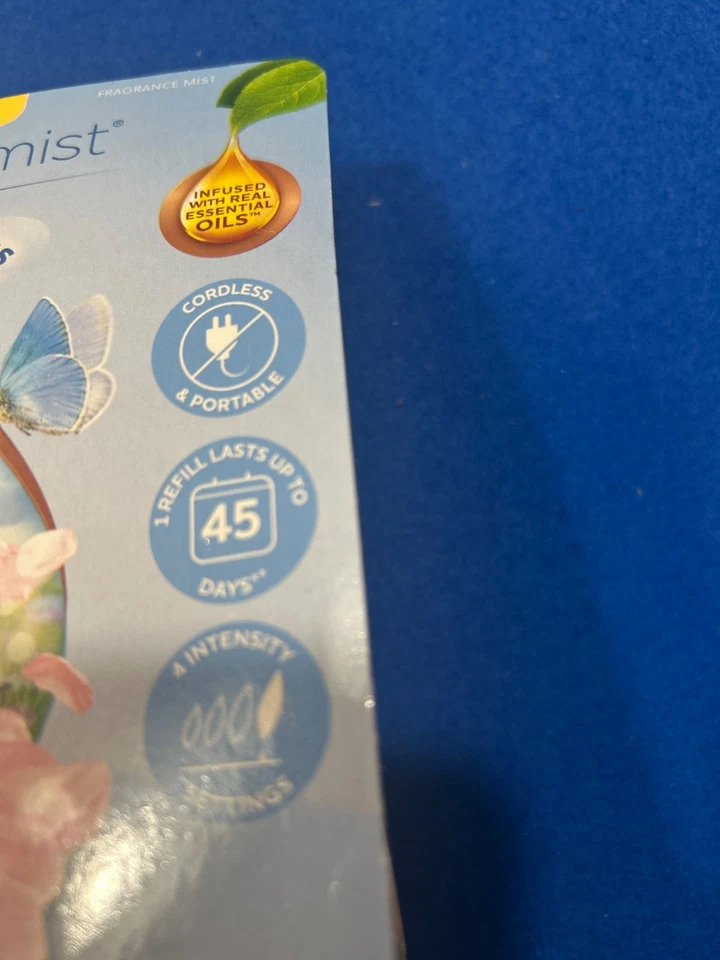 FRAGRANCE MIST
mist®
INFUSED
WITH REAL
ESSENTIAL
OILS™
CORDLESS
& PORTABLE
1 REFILL LASTS UP TO
45
DAYS**
4 INTENSITY
SETTINGS